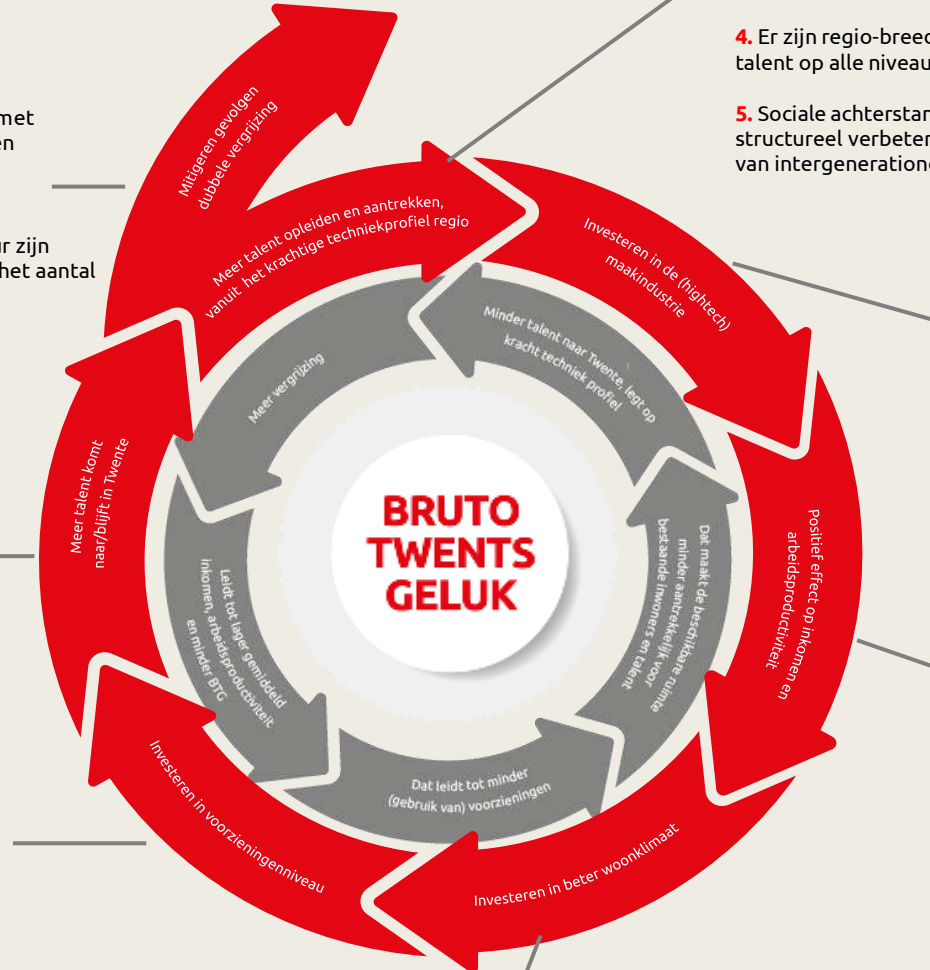 met
en
ur zijn
het aantal
4. Er zijn regio-breed
talent op alle niveau
5. Sociale achterstan
structureel verbeter
van intergeneratione
Mitigeren gevolgen
dubbele vergrijzing
Meer talent opleiden en aantrekken,
vanuit het krachtige techniekprofiel regio
Investeren in de (hightech)
maakindustrie
Positief effect op inkomen en
arbeidsproductiviteit
Investeren in beter woonklimaat
Investeren in voorzieningenniveau
Meer talent komt
naar/blijft in Twente
Minder talent naar Twente, legt op
kracht techniek profiel
Meer vergrijzing
Leidt tot lager gemiddeld
inkomen, arbeidsproductiviteit
en minder BTG
Dat leidt tot minder
(gebruik van) voorzieningen
Dat maakt de beschikbare ruimte
minder aantrekkelijk voor
bestaande inwoners en talent
BRUTO
TWENTS
GELUK